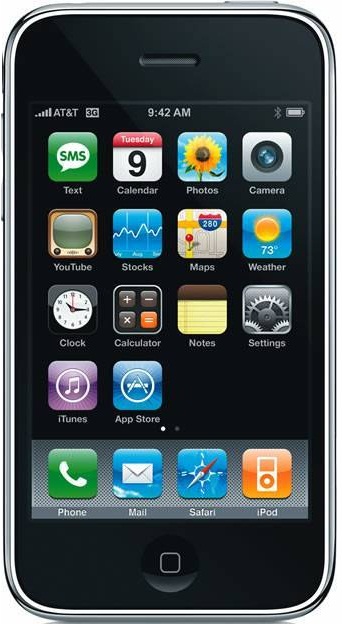 AT&T 3G 9:42 AM
SMS Tuesday 9
Text Calendar Photos Camera
280 73°
YouTube Stocks Maps Weather
Clock Calculator Notes Settings
iTunes App Store
Phone Mail Safari iPod